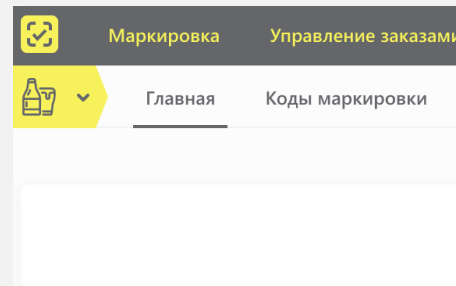 Маркировка Управление заказами
Главная Коды маркировки